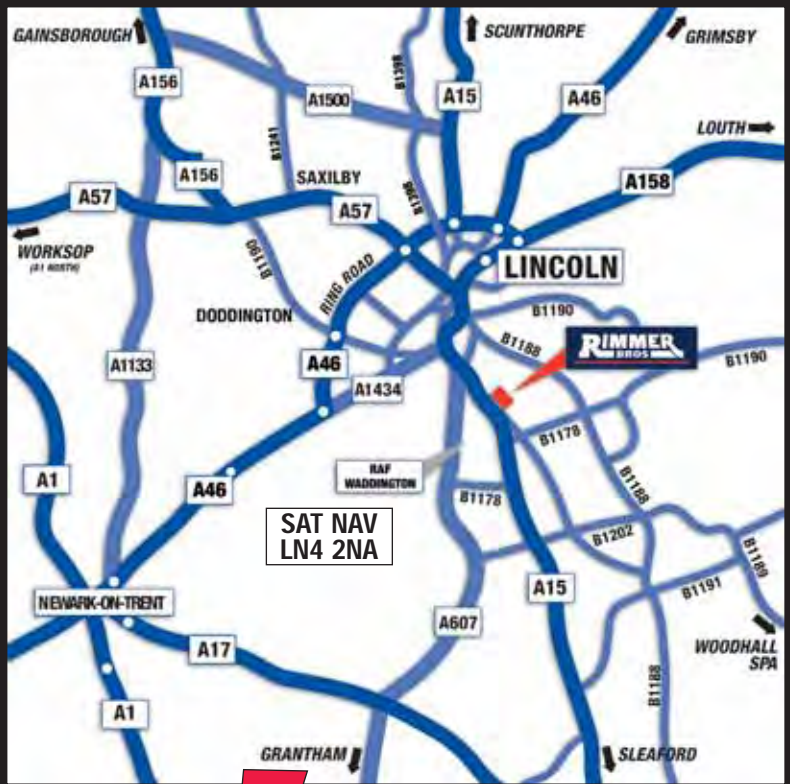 GAINSBOROUGH
SCUNTHORPE
GRIMSBY
A156
A1500
B1398
A15
A46
LOUTH
B1241
A156
SAXILBY
A158
A57
A57
B1398
WORKSOP
(A1 NORTH)
B1190
RING ROAD
LINCOLN
DODDINGTON
B1190
B1188
RIMMER
BROS
B1190
A1133
A46
A1434
B1178
A1
A46
RAF
WADDINGTON
B1178
B1188
SAT NAV
LN4 2NA
B1202
B1189
NEWARK-ON-TRENT
A15
B1191
A607
A17
WOODHALL
SPA
B1188
A1
GRANTHAM
SLEAFORD